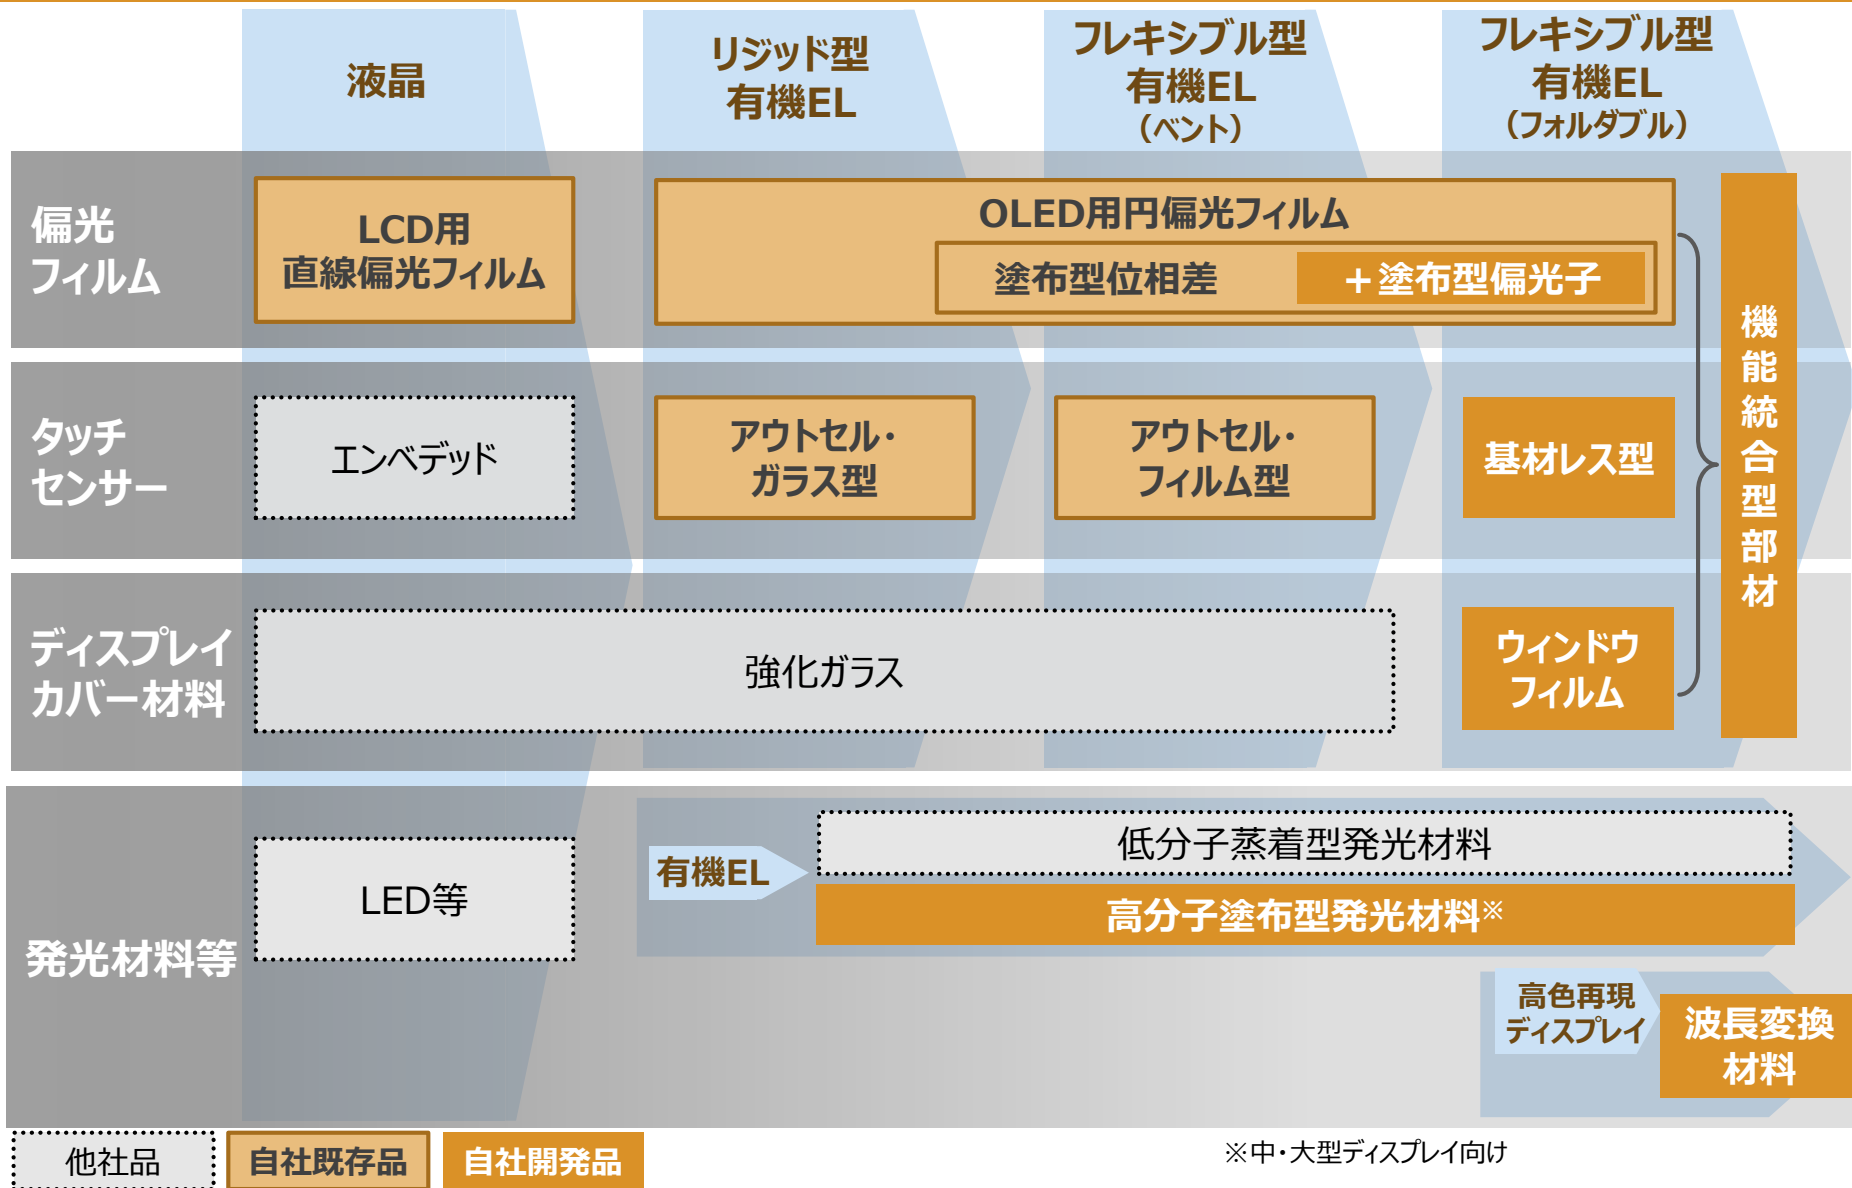 液晶
リジッド型
有機EL
フレキシブル型
有機EL
（ベント）
フレキシブル型
有機EL
（フォルダブル）
偏光
フィルム
LCD用
直線偏光フィルム
OLED用円偏光フィルム
塗布型位相差
＋塗布型偏光子
機能統合型部材
タッチ
センサー
エンベデッド
アウトセル・
ガラス型
アウトセル・
フィルム型
基材レス型
ディスプレイ
カバー材料
強化ガラス
ウィンドウ
フィルム
発光材料等
LED等
有機EL
低分子蒸着型発光材料
高分子塗布型発光材料※
高色再現
ディスプレイ
波長変換
材料
他社品
自社既存品
自社開発品
※中・大型ディスプレイ向け